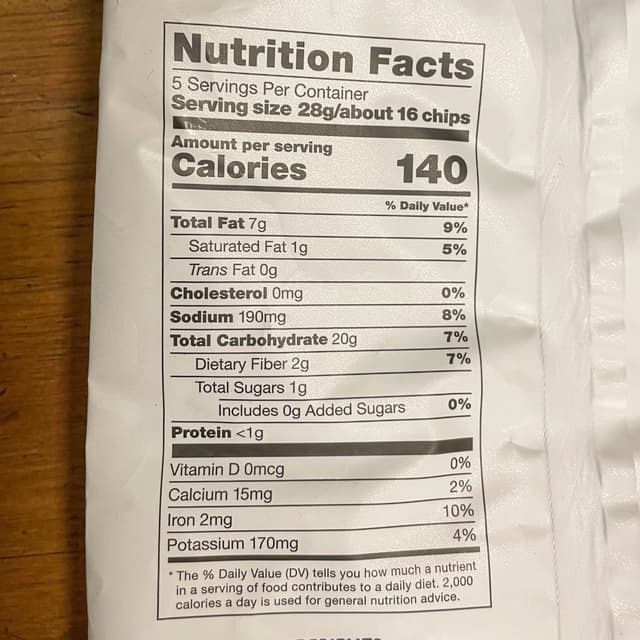 Nutrition Facts
5 Servings Per Container
Serving size 28g/about 16 chips
Amount per serving
Calories 140
% Daily Value*
Total Fat 7g 9%
Saturated Fat 1g 5%
Trans Fat 0g
Cholesterol 0mg 0%
Sodium 190mg 8%
Total Carbohydrate 20g 7%
Dietary Fiber 2g 7%
Total Sugars 1g
Includes 0g Added Sugars 0%
Protein <1g
Vitamin D 0mcg 0%
Calcium 15mg 2%
Iron 2mg 10%
Potassium 170mg 4%
* The % Daily Value (DV) tells you how much a nutrient
in a serving of food contributes to a daily diet. 2,000
calories a day is used for general nutrition advice.